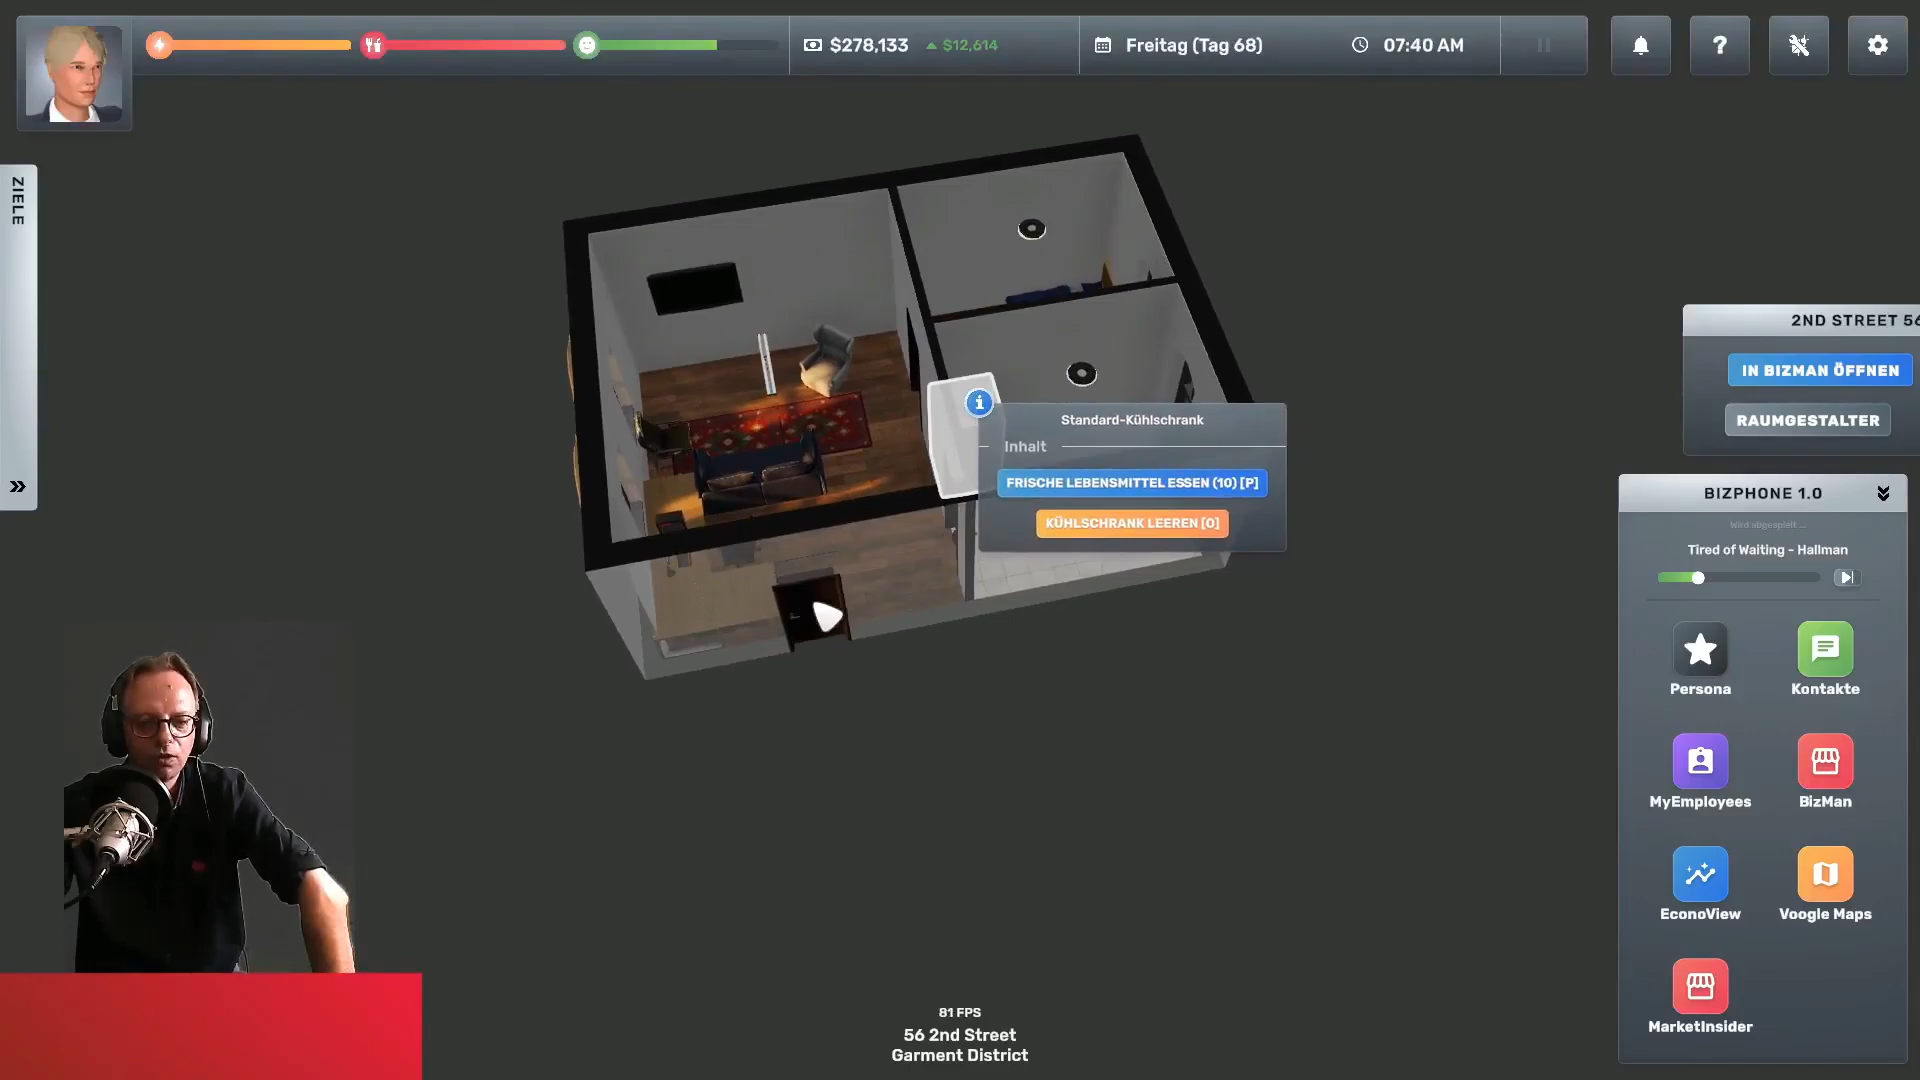 $278,133
$12,614
Freitag (Tag 68)
07:40 AM
?
ZIELE
i
Standard-Kühlschrank
Inhalt
FRISCHE LEBENSMITTEL ESSEN (10) [P]
KÜHLSCHRANK LEEREN [O]
2ND STREET 56
IN BIZMAN ÖFFNEN
RAUMGESTALTER
BIZPHONE 1.0
Wird abgespielt ...
Tired of Waiting - Hallman
Persona
Kontakte
MyEmployees
BizMan
EconoView
Voogle Maps
MarketInsider
81 FPS
56 2nd Street
Garment District